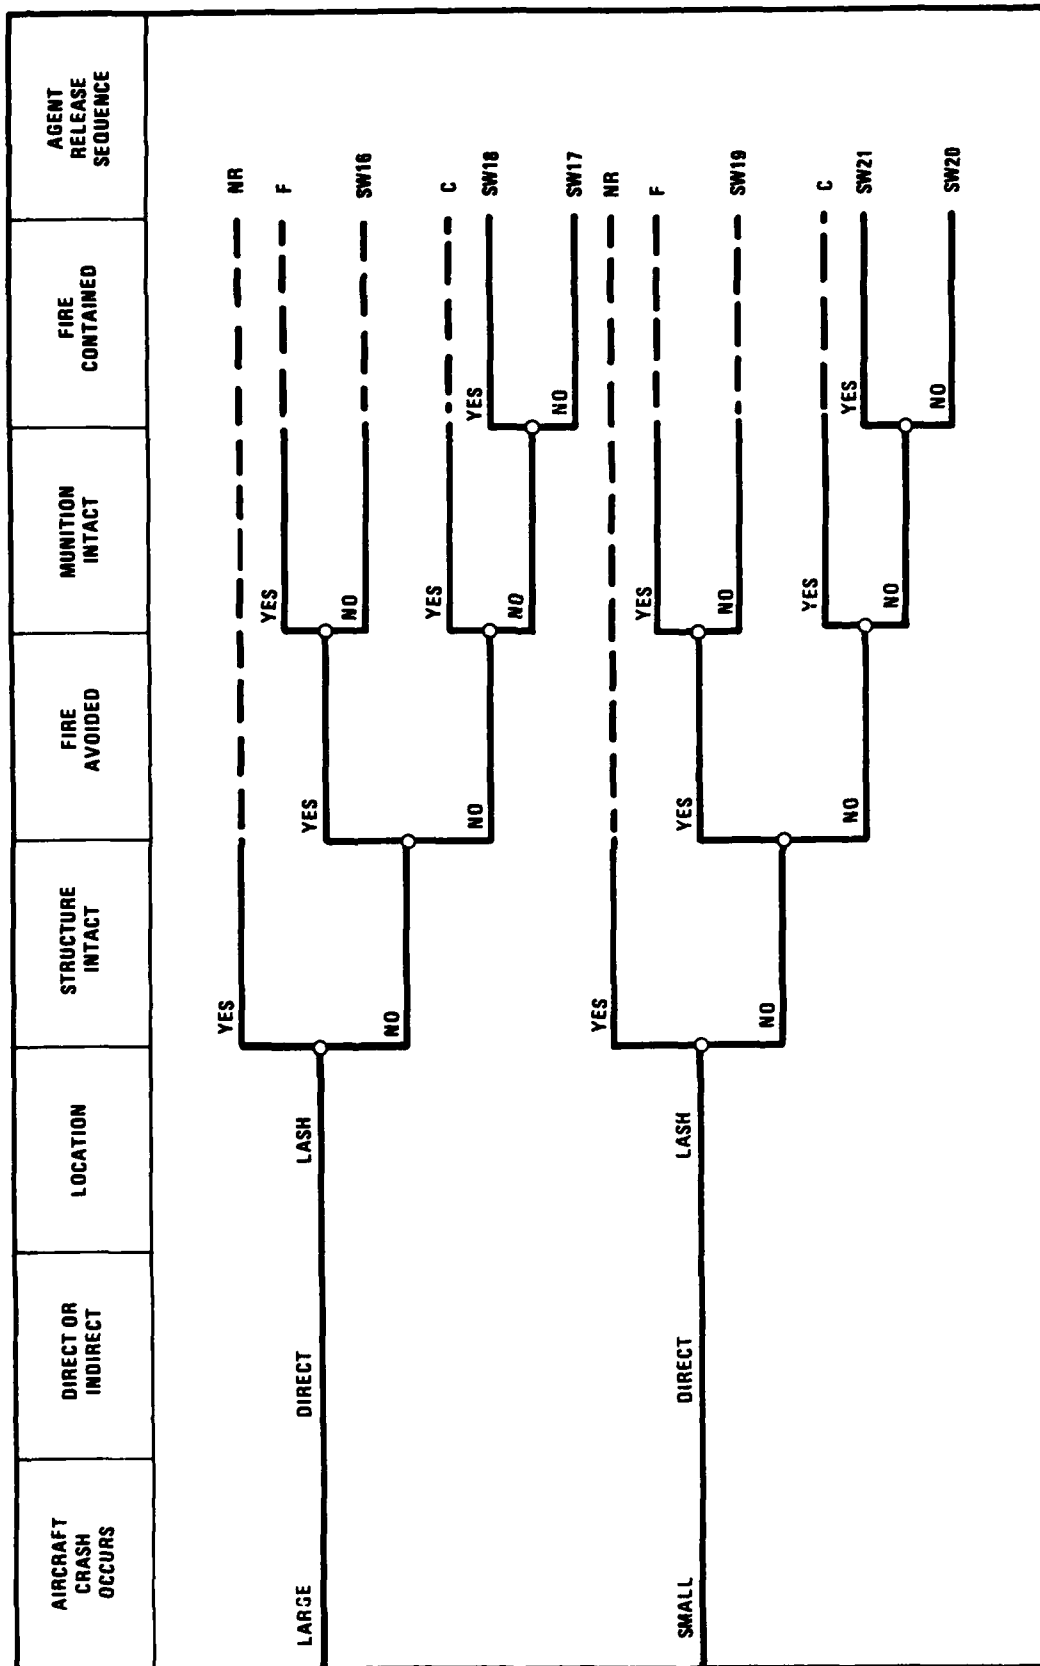 AIRCRAFT
CRASH
OCCURS
DIRECT OR
INDIRECT
LOCATION
STRUCTURE
INTACT
FIRE
AVOIDED
MUNITION
INTACT
FIRE
CONTAINED
AGENT
RELEASE
SEQUENCE
YES
NR
YES
F
LARGE
DIRECT
LASH
YES
NO
SW16
NO
YES
C
NO
YES
SW18
NO
NO
SW17
YES
NR
YES
F
SMALL
DIRECT
LASH
YES
NO
SW19
NO
YES
C
NO
YES
SW21
NO
NO
SW20